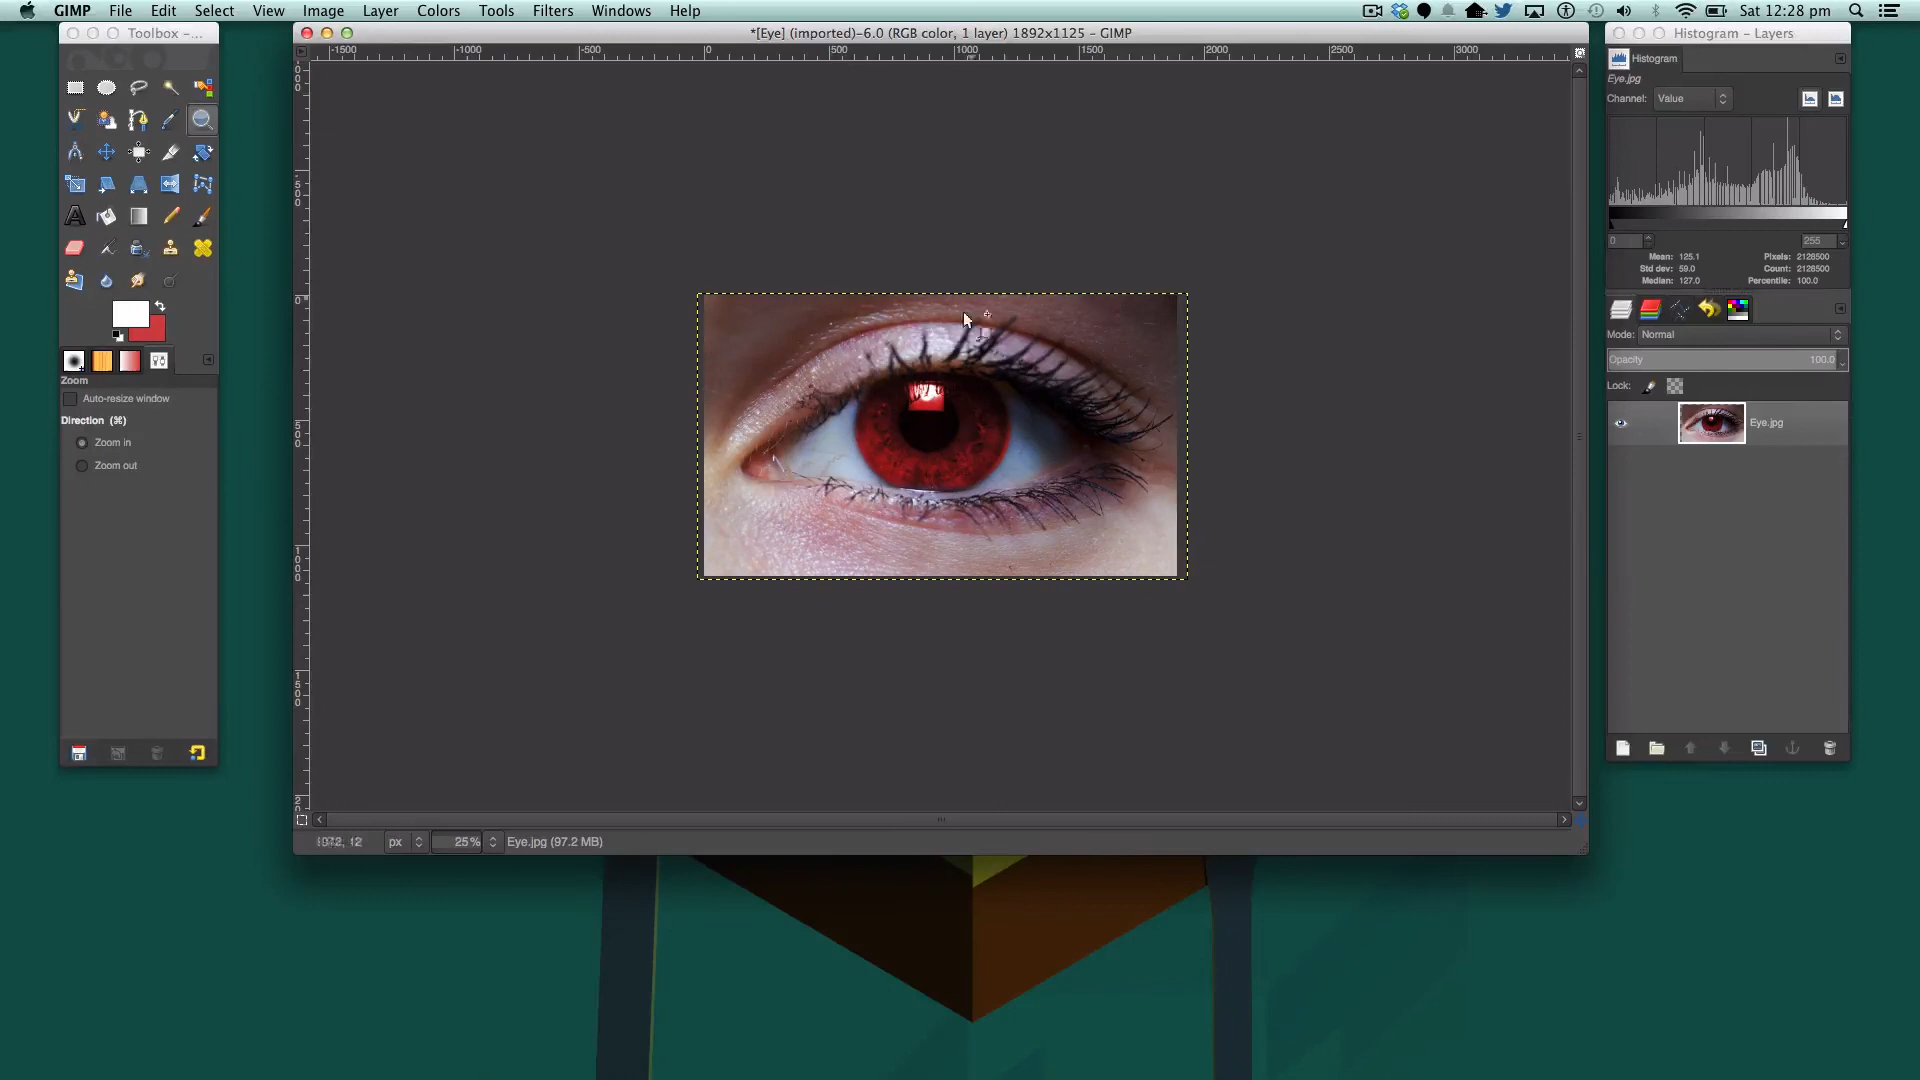 GIMP File Edit Select View Image Layer Colors Tools Filters Windows Help Sat 12:28 pm
Toolbox –...
*[Eye] (imported)–6.0 (RGB color, 1 layer) 1892x1125 – GIMP
Histogram – Layers
-1500 -1000 -500 0 500 1000 1500 2000 2500 3000
Histogram
Eye.jpg
Channel: Value
0 255
Mean: 125.1 Pixels: 2128500
Std dev: 59.0 Count: 2128500
Median: 127.0 Percentile: 100.0
Mode: Normal
Opacity 100.0
Lock:
Eye.jpg
Zoom
Auto-resize window
Direction (⌘)
Zoom in
Zoom out
0
500
1000
1500
px 25% Eye.jpg (97.2 MB)